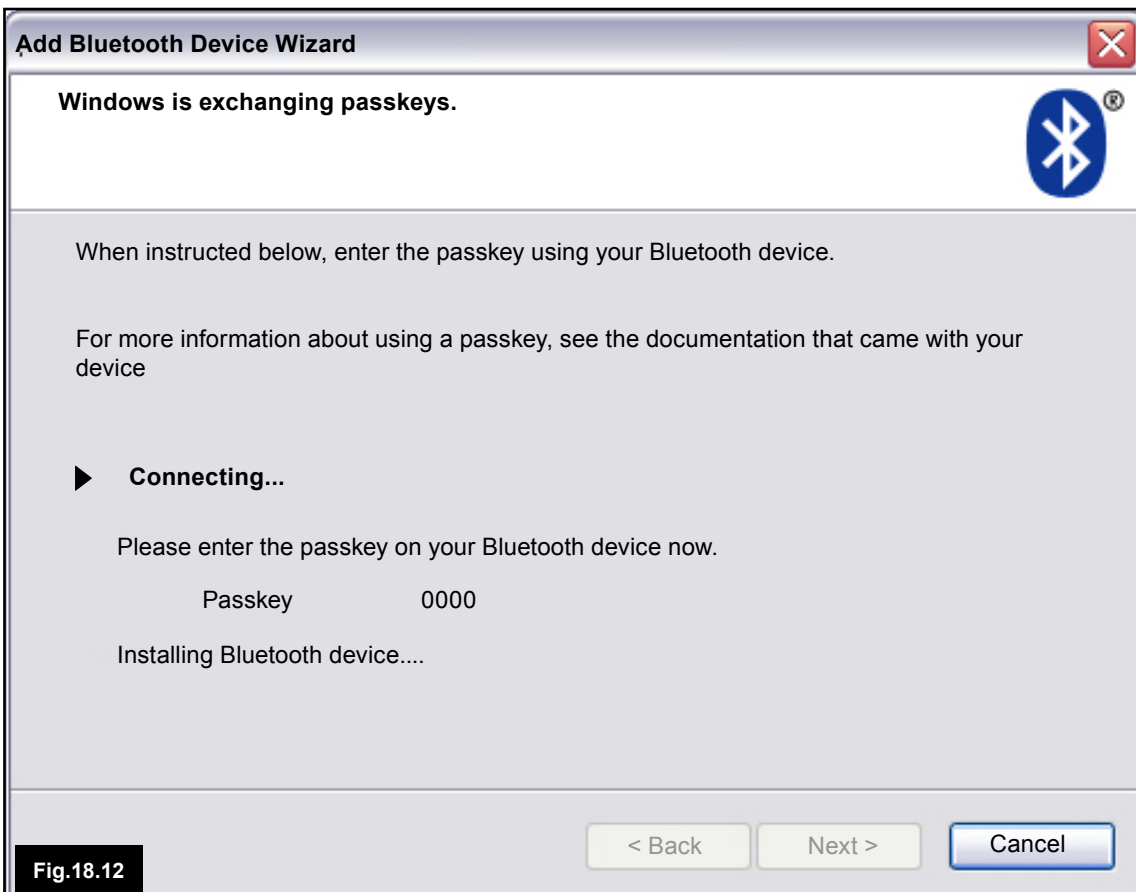 Add Bluetooth Device Wizard
Windows is exchanging passkeys.
®
When instructed below, enter the passkey using your Bluetooth device.
For more information about using a passkey, see the documentation that came with your
device
Connecting...
Please enter the passkey on your Bluetooth device now.
Passkey 0000
Installing Bluetooth device....
< Back Next > Cancel
Fig.18.12